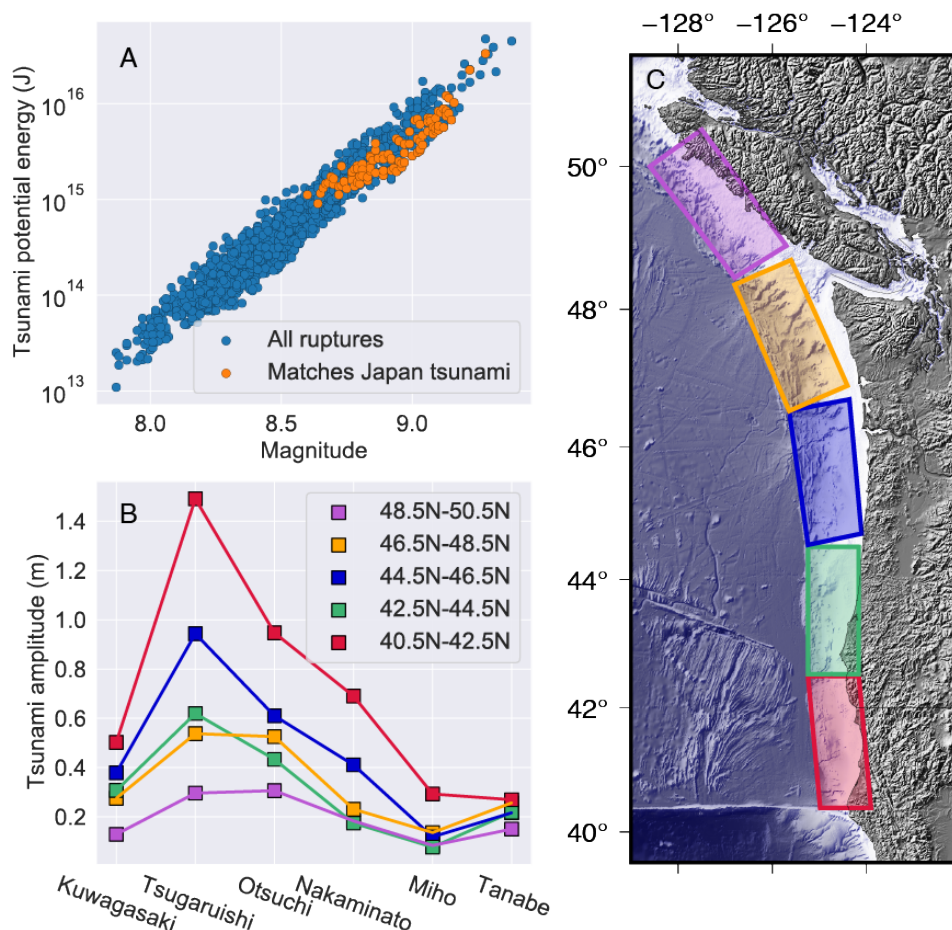 A
Tsunami potential energy (J)
10^16
10^15
10^14
10^13
All ruptures
Matches Japan tsunami
8.0 8.5 9.0
Magnitude
B
Tsunami amplitude (m)
1.4
1.2
1.0
0.8
0.6
0.4
0.2
48.5N-50.5N
46.5N-48.5N
44.5N-46.5N
42.5N-44.5N
40.5N-42.5N
Kuwagasaki
Tsugaruishi
Otsuchi
Nakaminato
Miho
Tanabe
−128° −126° −124°
C
50°
48°
46°
44°
42°
40°